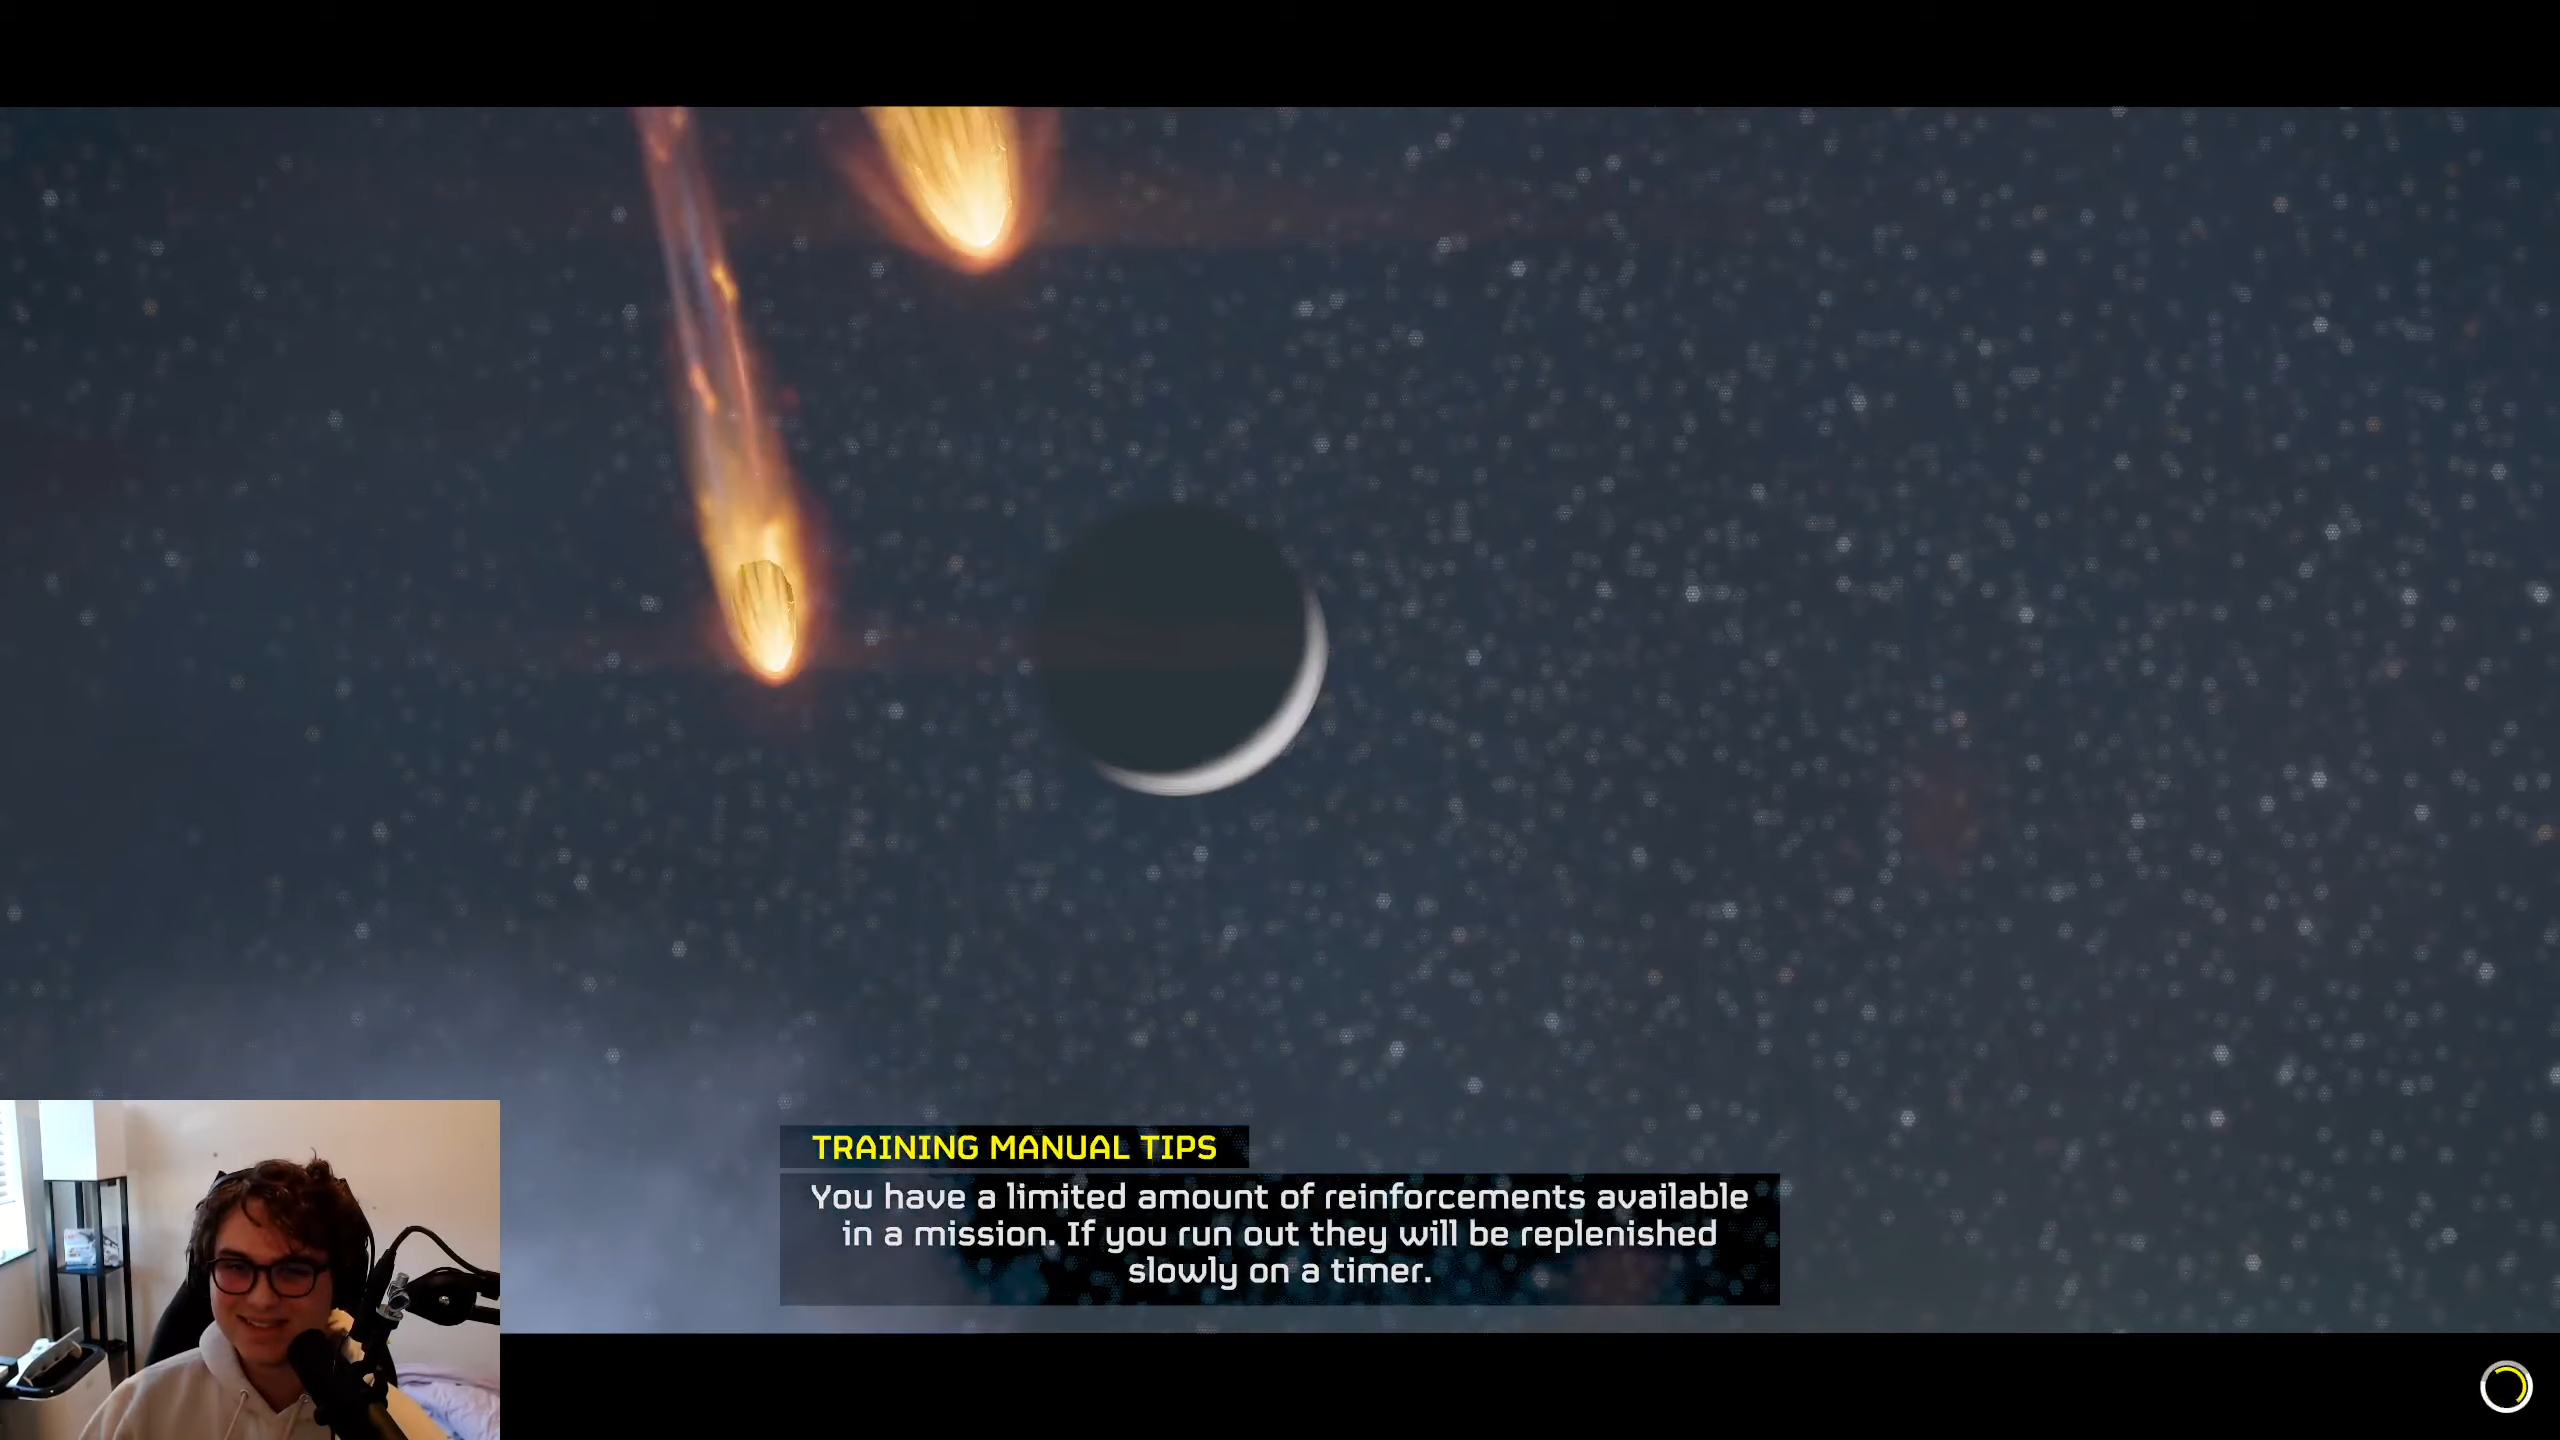 TRAINING MANUAL TIPS
You have a limited amount of reinforcements available
in a mission. If you run out they will be replenished
slowly on a timer.